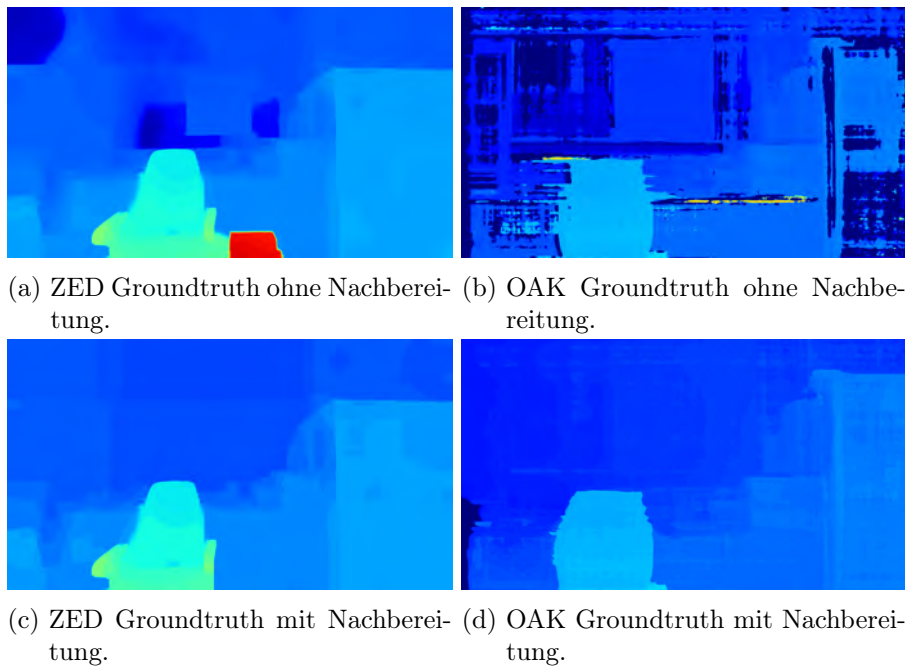 (a) ZED Groundtruth ohne Nachberei-
tung.
(b) OAK Groundtruth ohne Nachbe-
reitung.
(c) ZED Groundtruth mit Nachberei-
tung.
(d) OAK Groundtruth mit Nachberei-
tung.